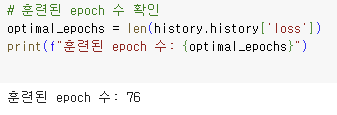 # 훈련된 epoch 수 확인
optimal_epochs = len(history.history['loss'])
print(f"훈련된 epoch 수: {optimal_epochs}")
훈련된 epoch 수: 76